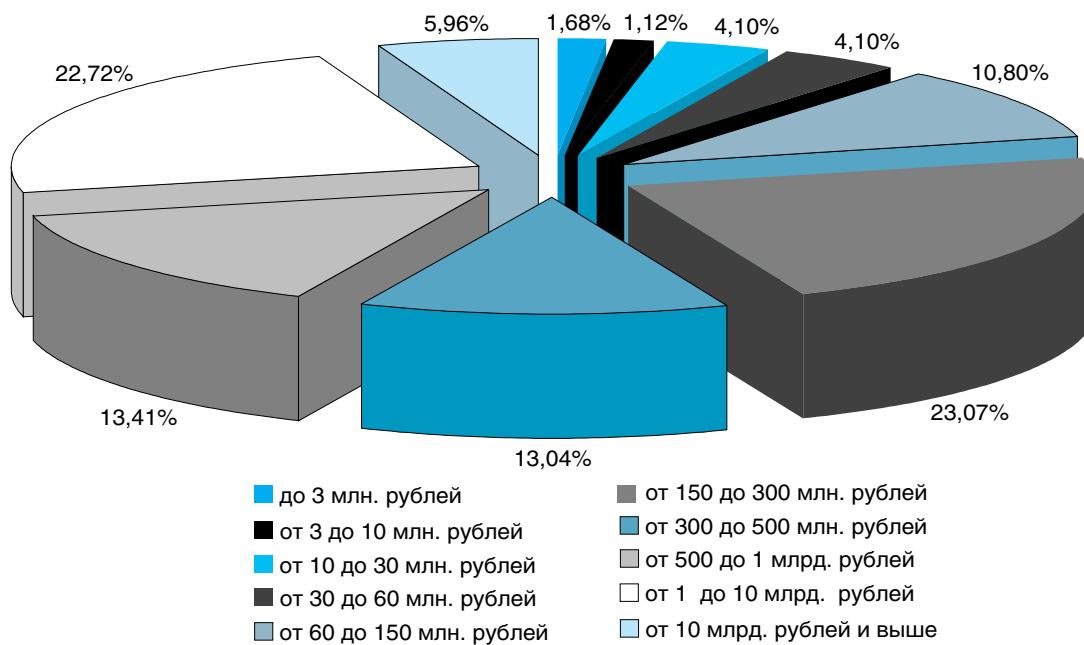 5,96%
1,68%
1,12%
4,10%
4,10%
22,72%
10,80%
13,41%
23,07%
13,04%
до 3 млн. рублей
от 3 до 10 млн. рублей
от 10 до 30 млн. рублей
от 30 до 60 млн. рублей
от 60 до 150 млн. рублей
от 150 до 300 млн. рублей
от 300 до 500 млн. рублей
от 500 до 1 млрд. рублей
от 1 до 10 млрд. рублей
от 10 млрд. рублей и выше